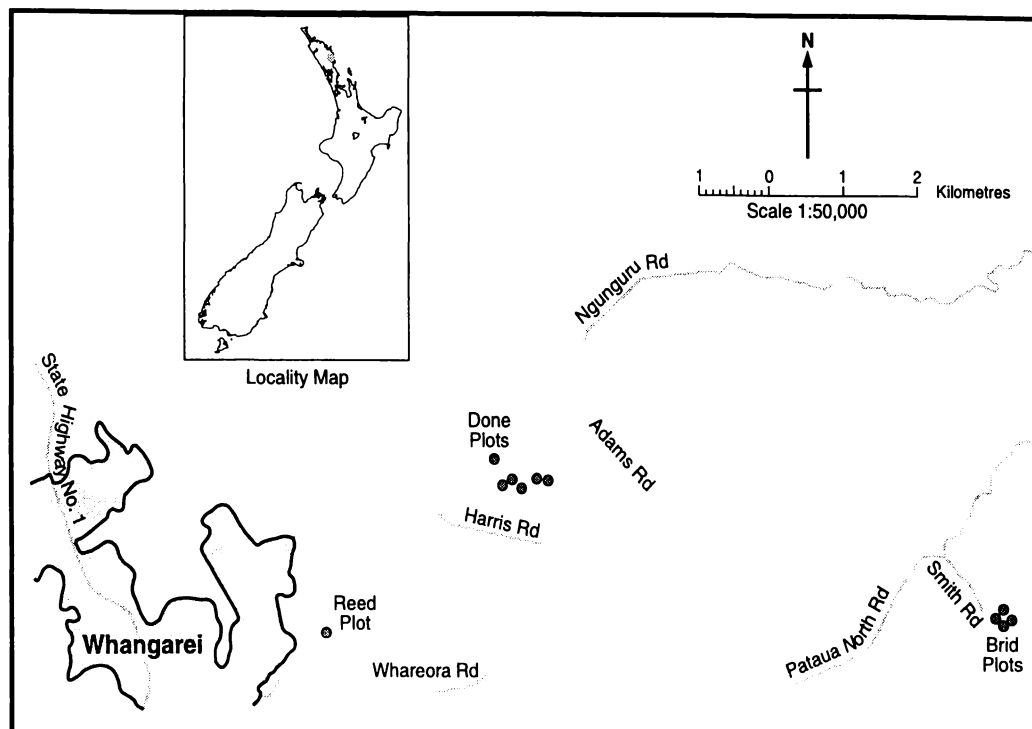 N
1 0 1 2 Kilometres
Scale 1:50,000
Locality Map
Ngunguru Rd
State Highway No. 1
Done
Plots
Adams Rd
Harris Rd
Reed
Plot
Whangarei
Whareora Rd
Pataua North Rd
Smith Rd
Brid
Plots